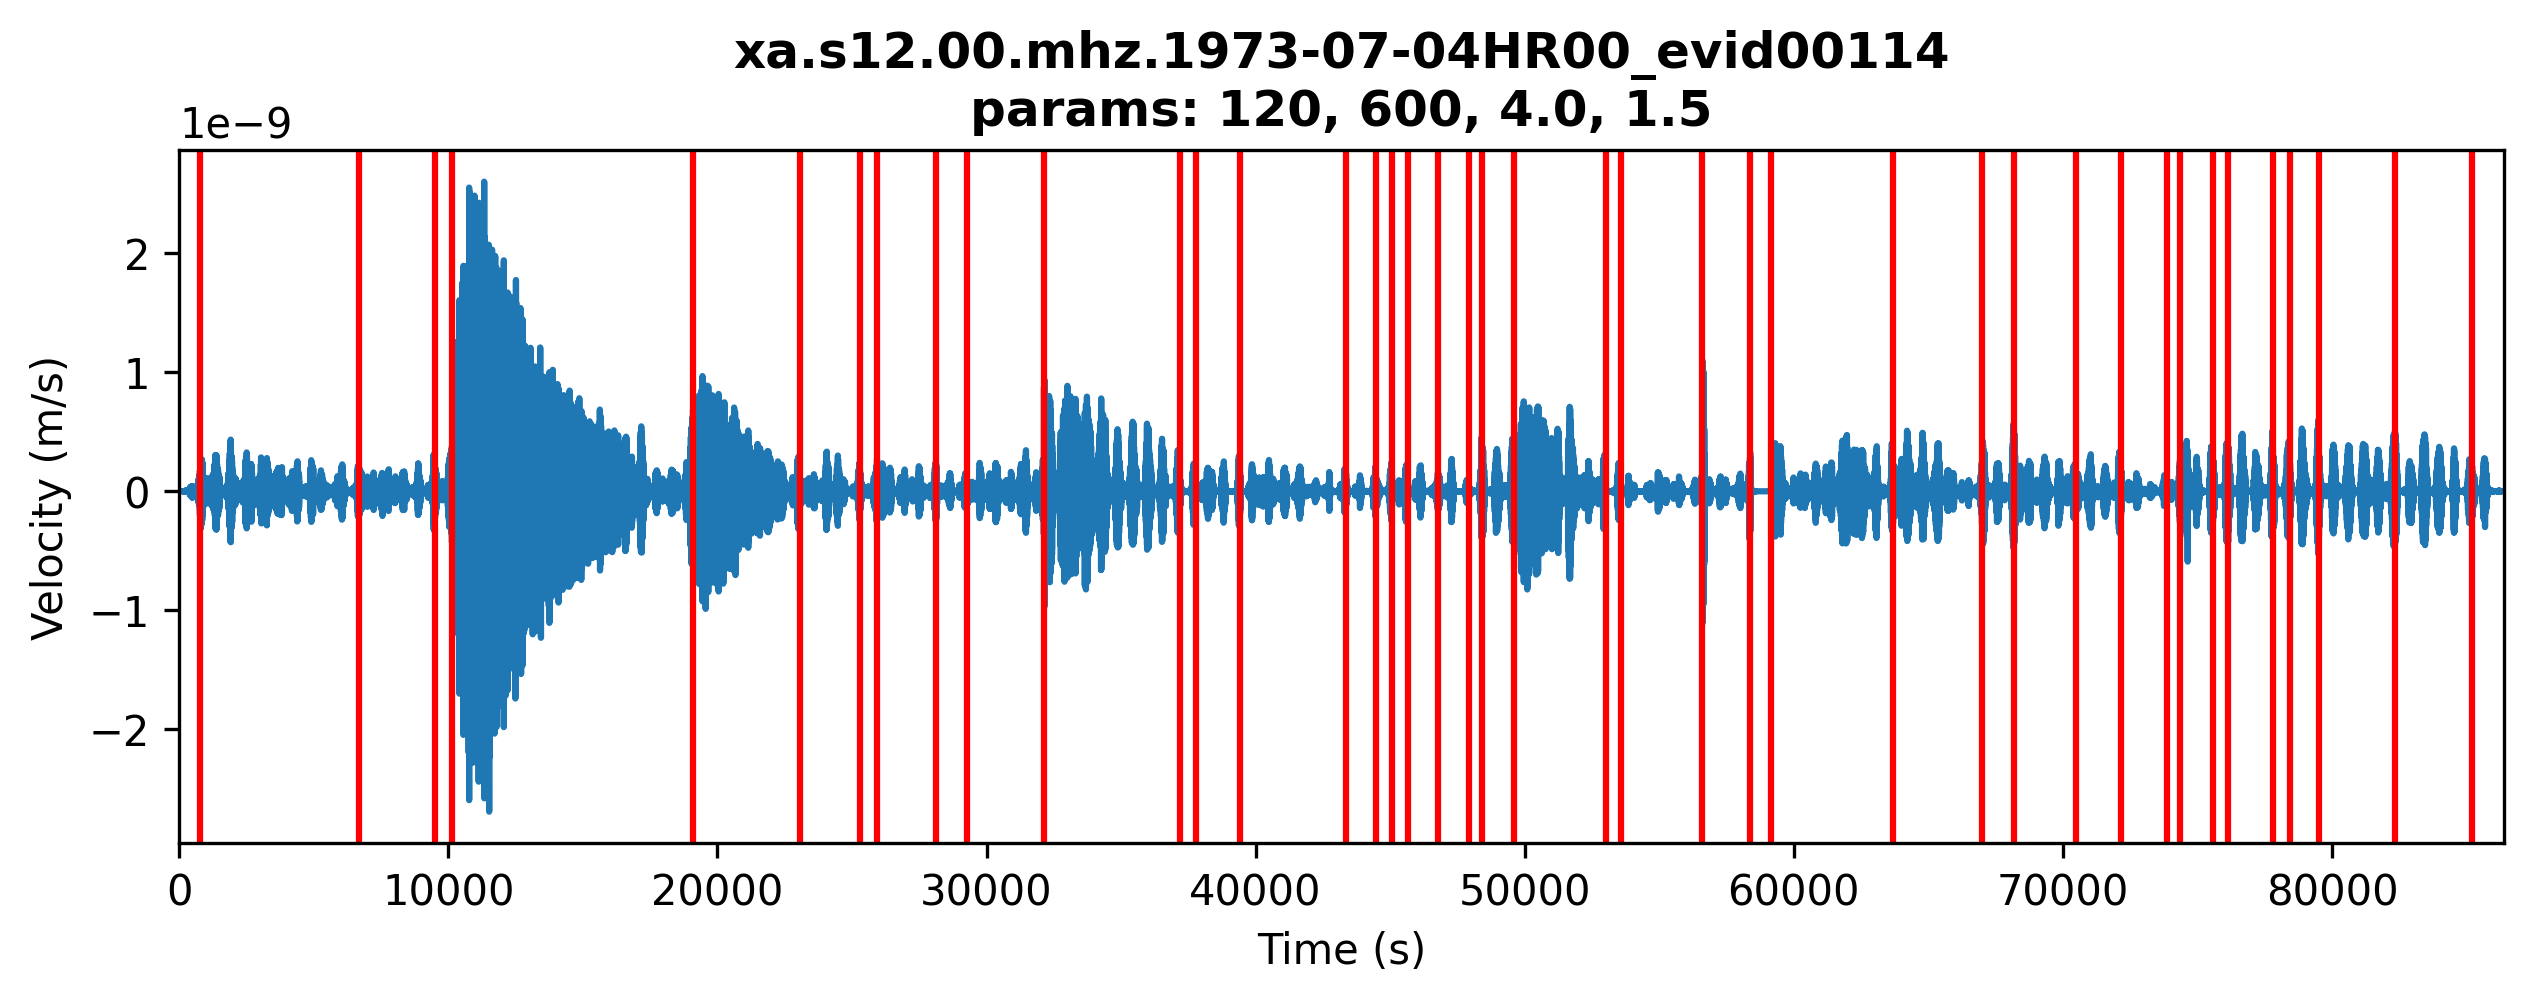 xa.s12.00.mhz.1973-07-04HR00_evid00114
params: 120, 600, 4.0, 1.5
1e−9
2
1
0
−1
−2
Velocity (m/s)
0 10000 20000 30000 40000 50000 60000 70000 80000
Time (s)